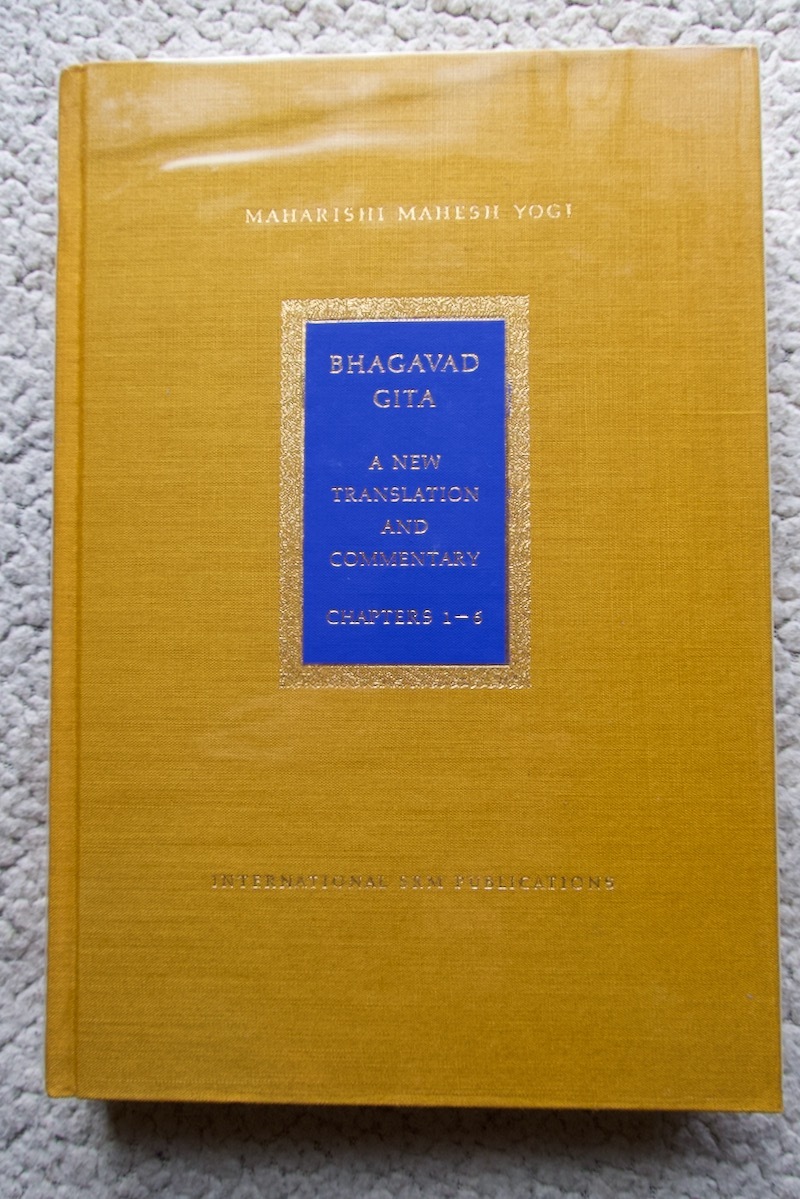 MAHARISHI MAHESH YOGI
BHAGAVAD
GITA
A NEW
TRANSLATION
AND
COMMENTARY
CHAPTERS 1–6
INTERNATIONAL SRM PUBLICATIONS